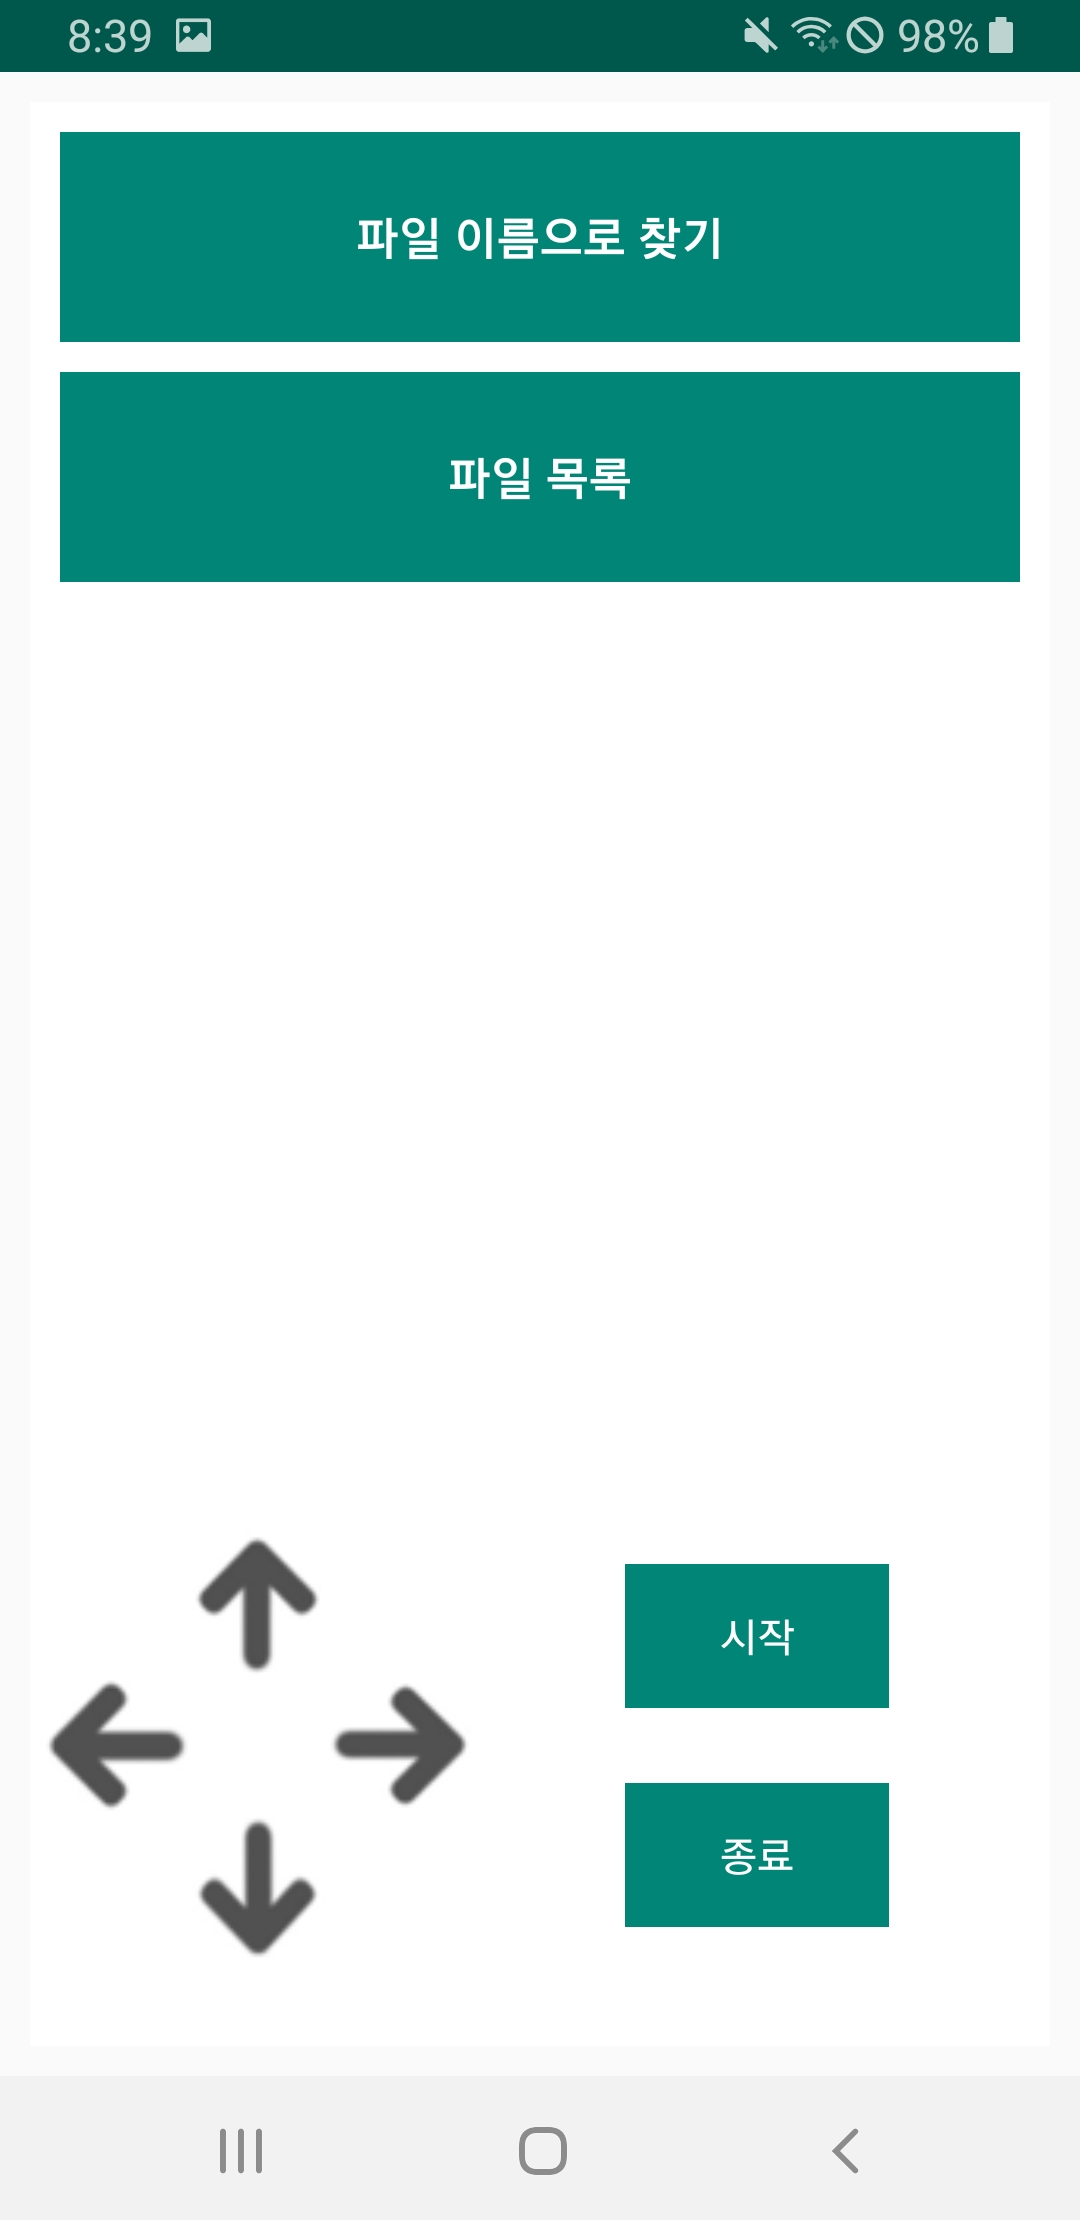 8:39 98%
파일 이름으로 찾기
파일 목록
시작
종료